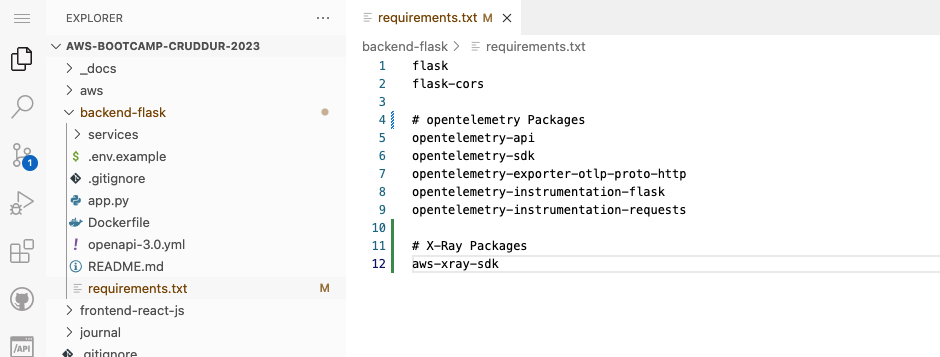 EXPLORER
AWS-BOOTCAMP-CRUDDUR-2023
_docs
aws
backend-flask
services
$ .env.example
.gitignore
app.py
Dockerfile
! openapi-3.0.yml
README.md
requirements.txt M
frontend-react-js
journal
.gitignore
1
/API
requirements.txt M
backend-flask > requirements.txt
1 flask
2 flask-cors
3
4 # opentelemetry Packages
5 opentelemetry-api
6 opentelemetry-sdk
7 opentelemetry-exporter-otlp-proto-http
8 opentelemetry-instrumentation-flask
9 opentelemetry-instrumentation-requests
10
11 # X-Ray Packages
12 aws-xray-sdk